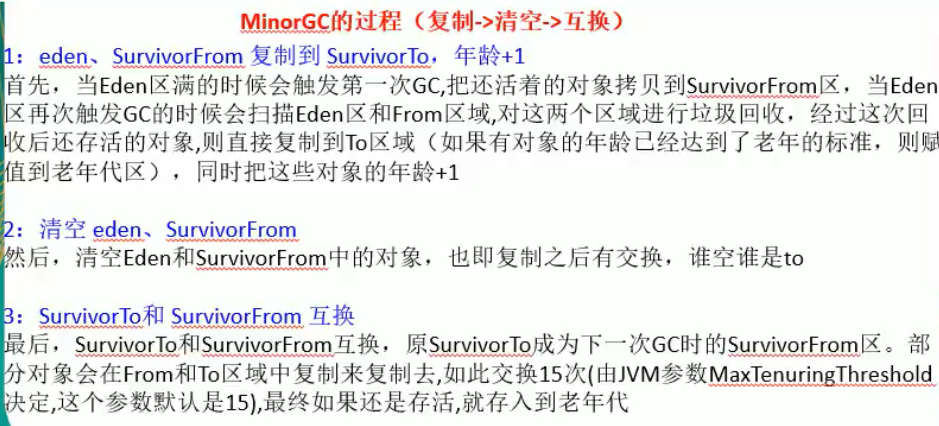 MinorGC的过程（复制->清空->互换）
1：eden、SurvivorFrom 复制到 SurvivorTo，年龄+1
首先，当Eden区满的时候会触发第一次GC,把还活着的对象拷贝到SurvivorFrom区，当Eden
区再次触发GC的时候会扫描Eden区和From区域,对这两个区域进行垃圾回收，经过这次回
收后还存活的对象,则直接复制到To区域（如果有对象的年龄已经达到了老年的标准，则赋
值到老年代区），同时把这些对象的年龄+1
2：清空 eden、SurvivorFrom
然后，清空Eden和SurvivorFrom中的对象，也即复制之后有交换，谁空谁是to
3：SurvivorTo和 SurvivorFrom 互换
最后，SurvivorTo和SurvivorFrom互换，原SurvivorTo成为下一次GC时的SurvivorFrom区。部
分对象会在From和To区域中复制来复制去,如此交换15次(由JVM参数MaxTenuringThreshold
决定,这个参数默认是15),最终如果还是存活,就存入到老年代